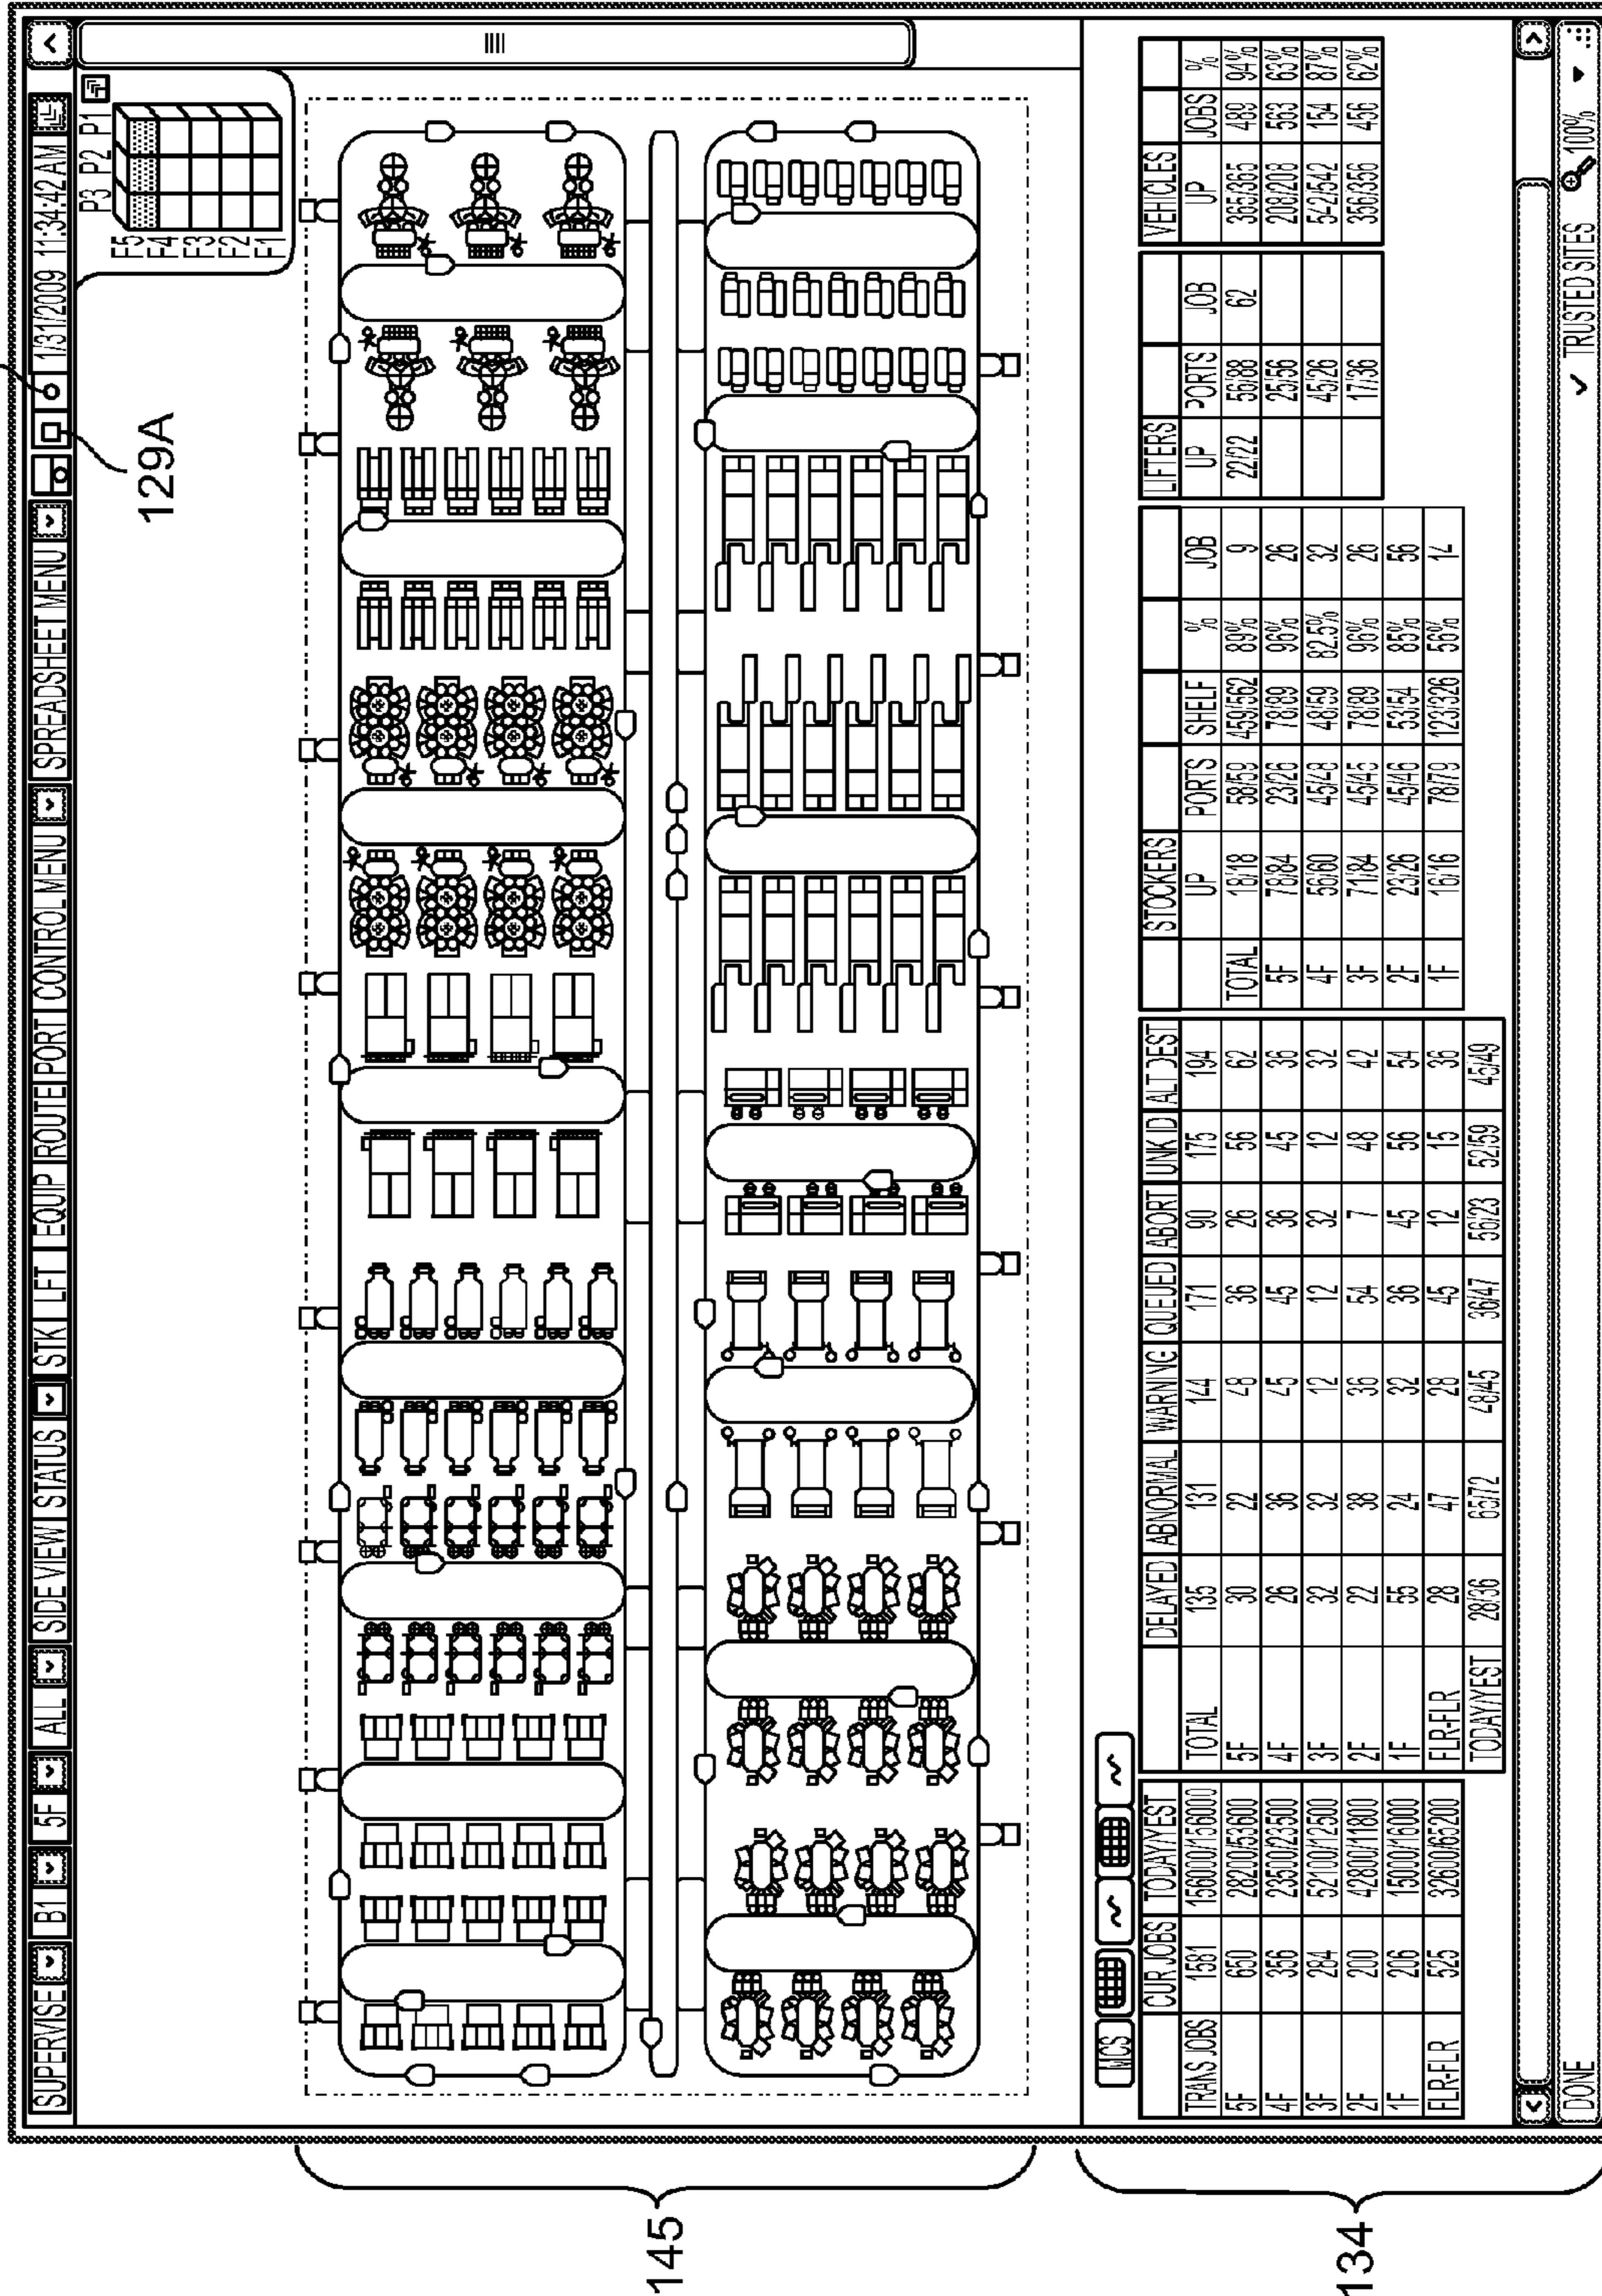 SUPERVISE B1 5F ALL SIDE VIEW STATUS STK LFT EQUIP ROUTE PORT CONTROL MENU SPREADSHEET MENU 1/31/2009 11:34:42 AM
129A
P3 P2 P1
F5
F4
F3
F2
F1
145
134
MCS
TRANS JOBS CUR JOBS TODAY/YEST
1581 156000/156000
5F 650 28200/53600
4F 356 23500/23500
3F 284 5200/12500
2F 200 42800/11800
1F 206 15000/16000
FLR-FLR 525 32600/65200
DELAYED ABNORMAL WARNING QUEUED ABORT UNK ID ALT DEST
TOTAL 135 131 144 171 90 175 194
5F 30 22 48 36 26 56 62
4F 26 36 45 45 36 45 36
3F 32 32 12 12 32 12 32
2F 22 38 36 54 7 48 42
1F 55 24 32 36 45 56 54
FLR-FLR 28 47 28 45 12 15 36
TODAY/YEST 28/36 65/72 48/45 36/47 56/23 52/59 45/49
STOCKERS
UP PORTS SHELF % JOB
TOTAL 18/18 58/59 459/562 89% 9
5F 78/84 23/26 78/89 96% 26
4F 56/60 45/48 48/59 82.5% 32
3F 71/84 45/45 78/89 96% 26
2F 23/26 45/46 53/54 85% 56
1F 16/16 78/79 123/326 56% 14
LIFTERS
UP PORTS JOB
22/22 56/88 62
25/56
45/26
17/36
VEHICLES
UP JOBS %
365/365 489 94%
208/208 563 63%
542/542 154 87%
356/356 456 62%
DONE TRUSTED SITES 100%